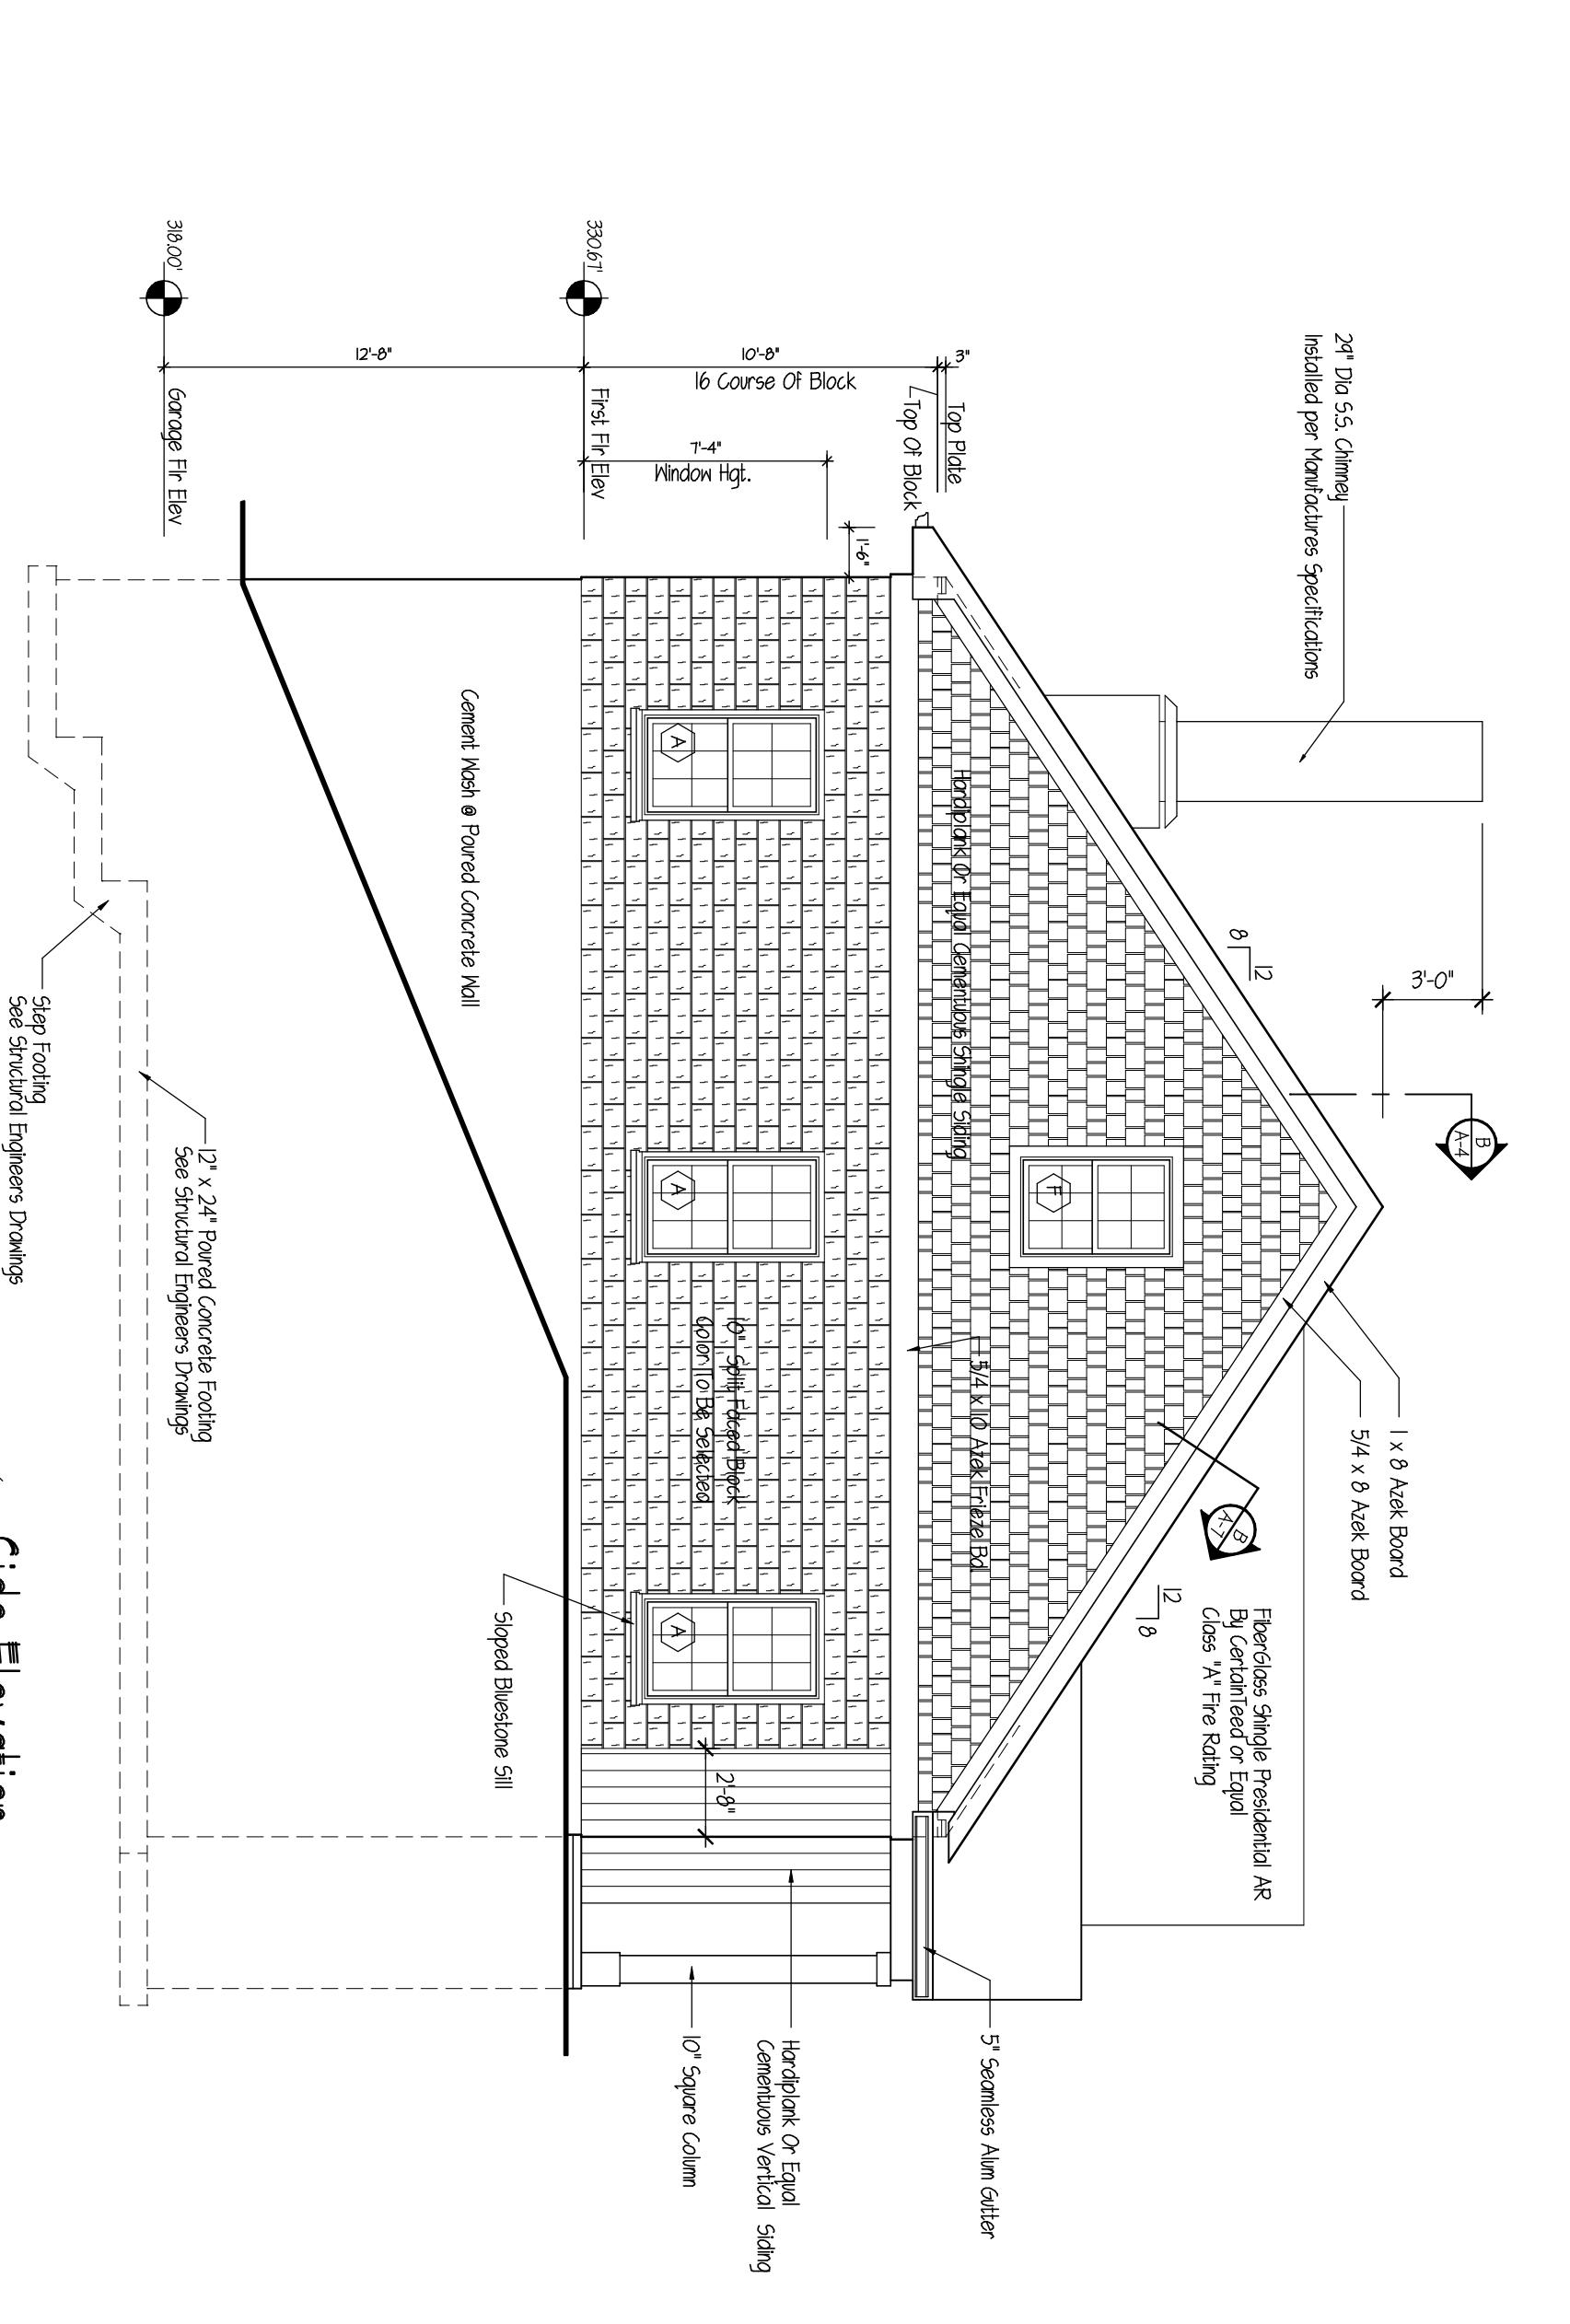 29" Dia S.S. Chimney
Installed per Manufactures Specifications
3'-0"
B
A-4
12
8
1 x 8 Azek Board
5/4 x 8 Azek Board
B
A-7
12
8
FiberGlass Shingle Presidential AR
By CertainTeed or Equal
Class "A" Fire Rating
Top Plate
Top Of Block
3"
Hardiplank Or Equal Cementuous Shingle Siding
F
5/4 x 10 Azek Frieze Bd.
5" Seamless Alum Gutter
1'-6"
10'-8"
16 Course Of Block
7'-4"
Window Hgt.
A
A
A
10" Split Faced Block
Color To Be Selected
2'-8"
Hardiplank Or Equal
Cementuous Vertical Siding
10" Square Column
330.67'
First Flr Elev
Sloped Bluestone Sill
Cement Wash @ Poured Concrete Wall
12'-8"
318.00'
Garage Flr Elev
12" x 24" Poured Concrete Footing
See Structural Engineers Drawings
Step Footing
See Structural Engineers Drawings
Side Elevation